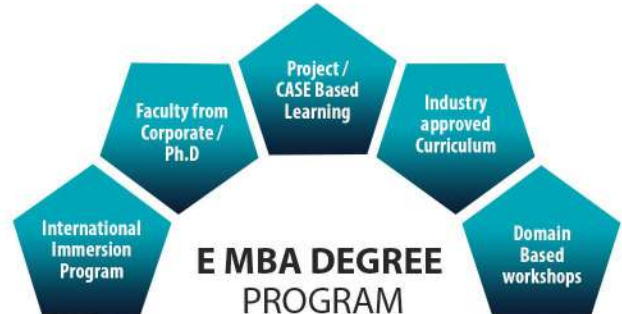 International
Immersion
Program
Faculty from
Corporate /
Ph.D
Project /
CASE Based
Learning
Industry
approved
Curriculum
Domain
Based
workshops
E MBA DEGREE
PROGRAM